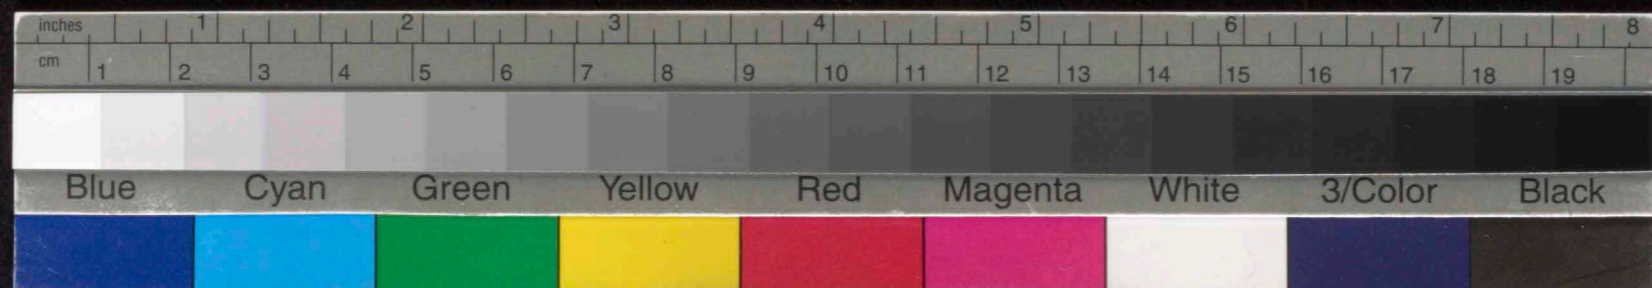 inches 1 2 3 4 5 6 7 8
cm 1 2 3 4 5 6 7 8 9 10 11 12 13 14 15 16 17 18 19
Blue Cyan Green Yellow Red Magenta White 3/Color Black